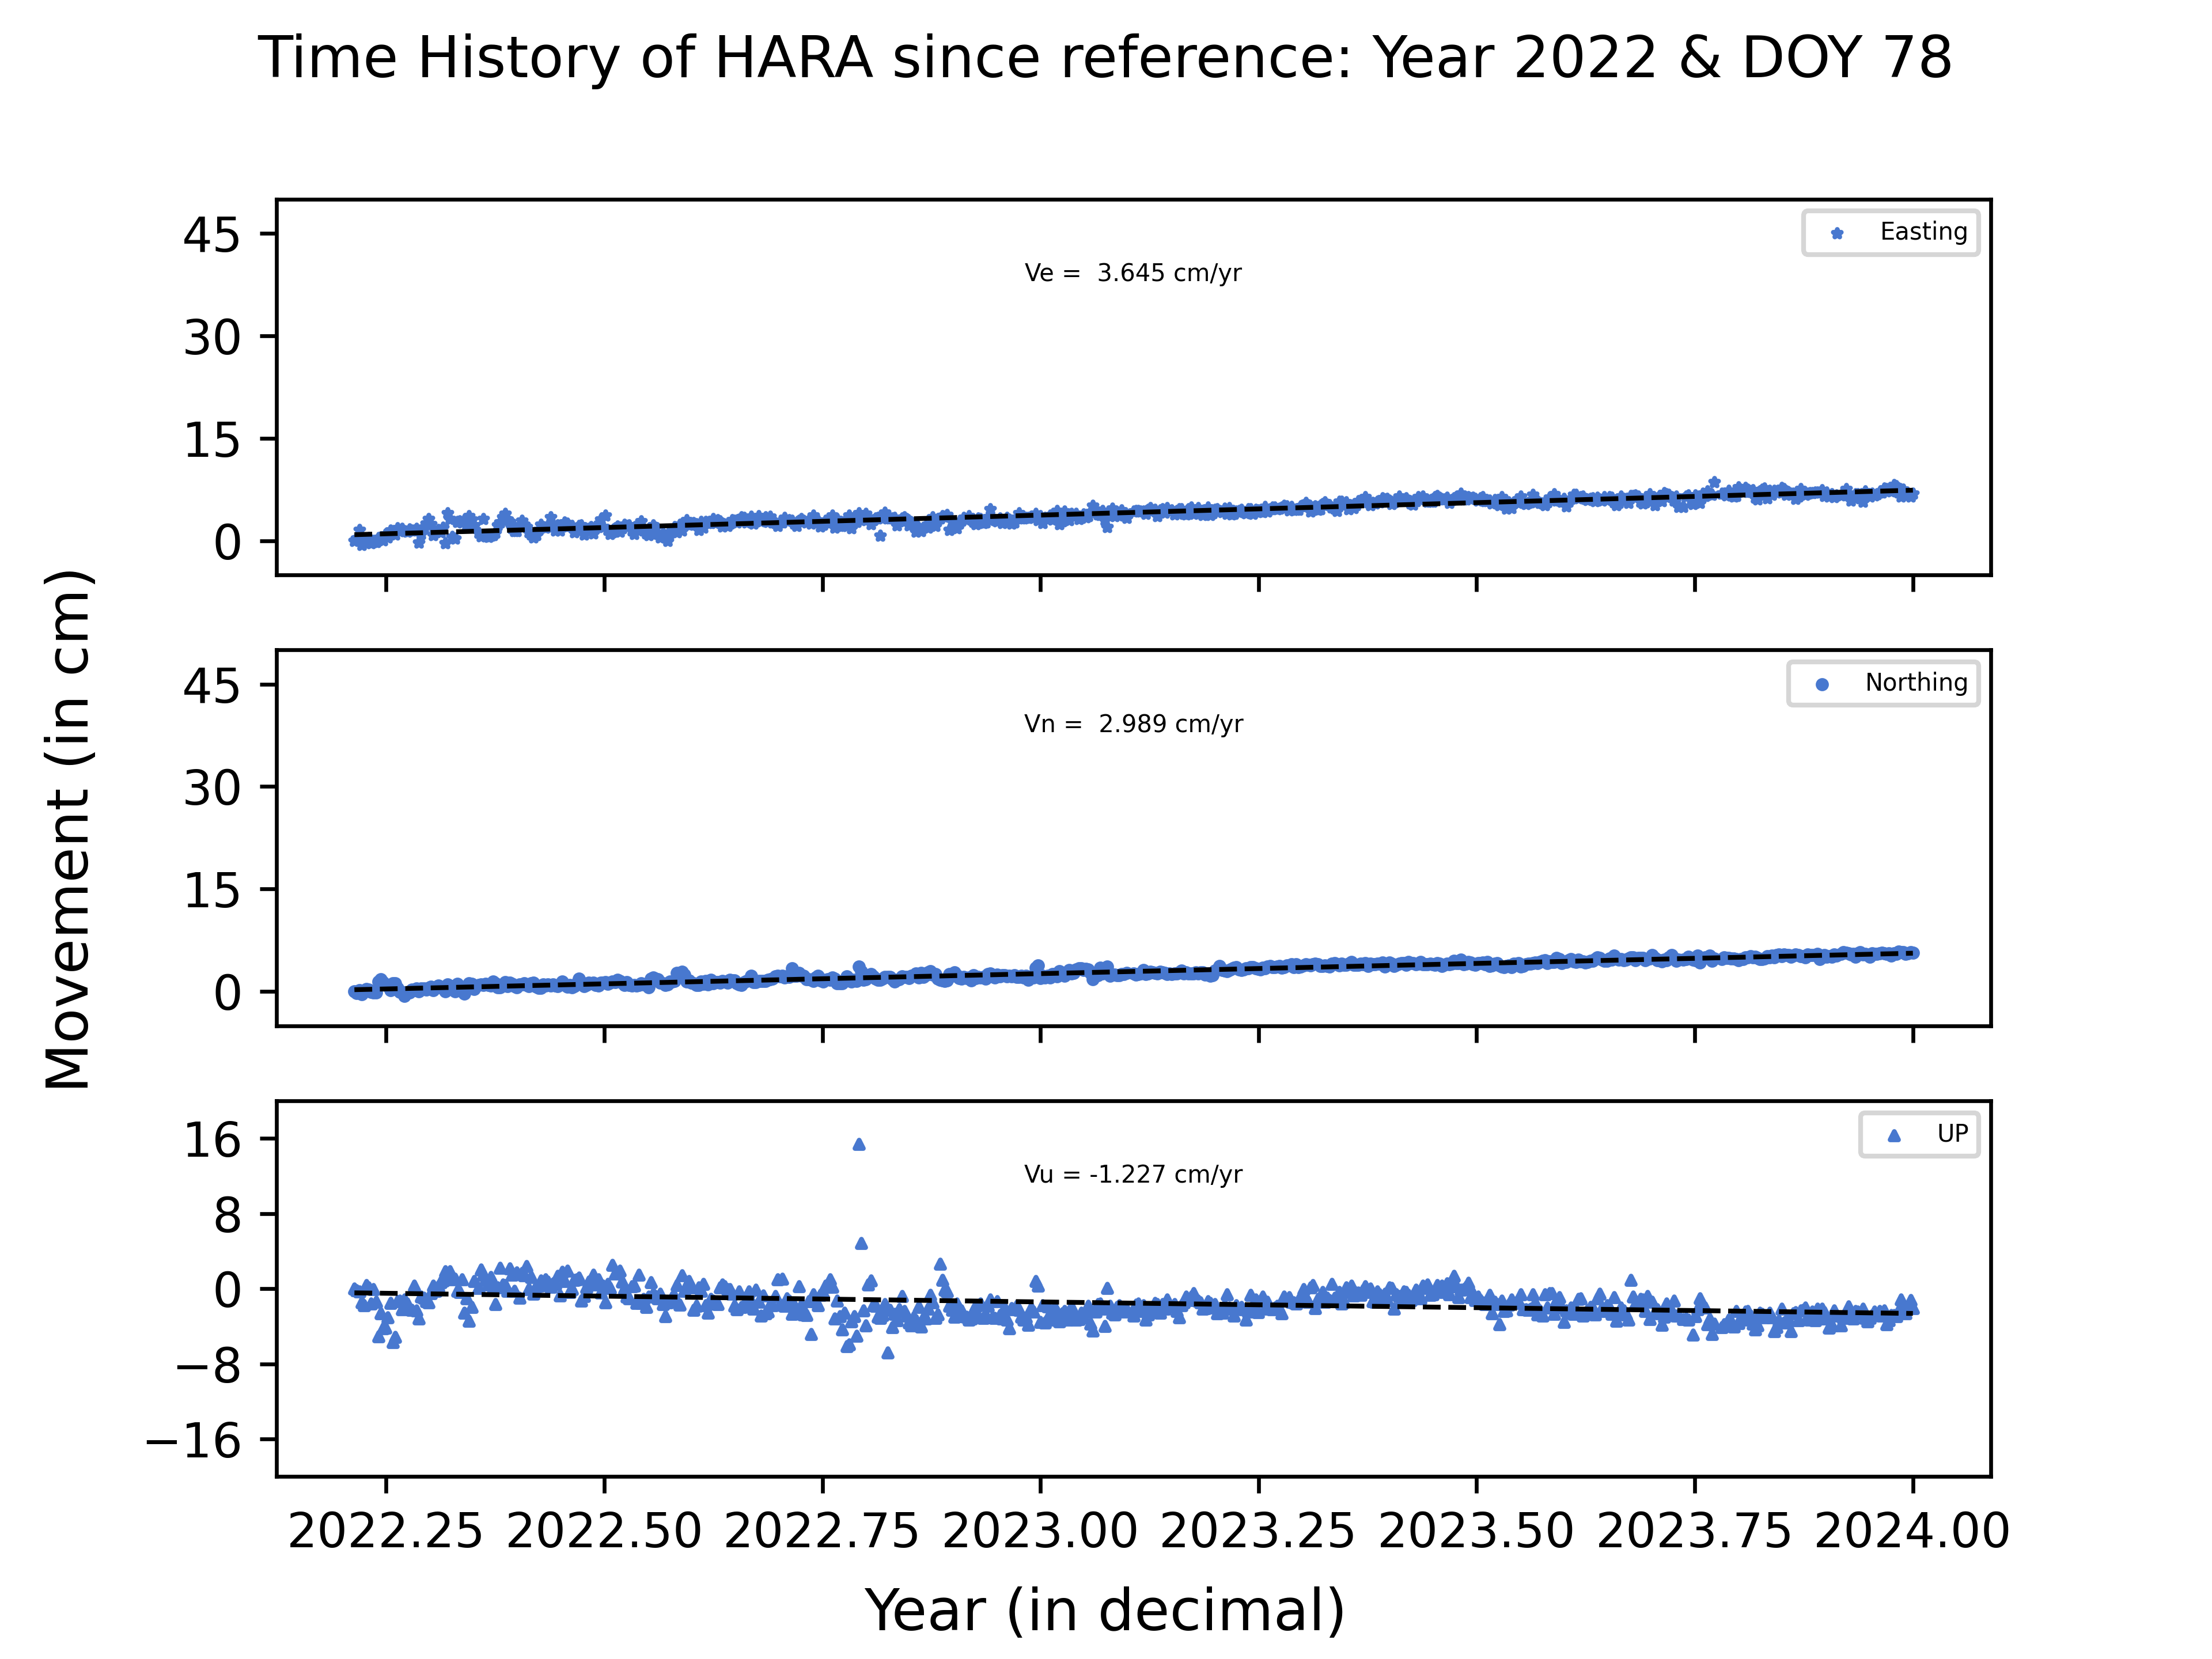 Time History of HARA since reference: Year 2022 & DOY 78
45
30
15
0
Ve =  3.645 cm/yr
Easting
45
30
15
0
Vn =  2.989 cm/yr
Northing
Movement (in cm)
16
8
0
−8
−16
Vu = -1.227 cm/yr
UP
2022.25 2022.50 2022.75 2023.00 2023.25 2023.50 2023.75 2024.00
Year (in decimal)